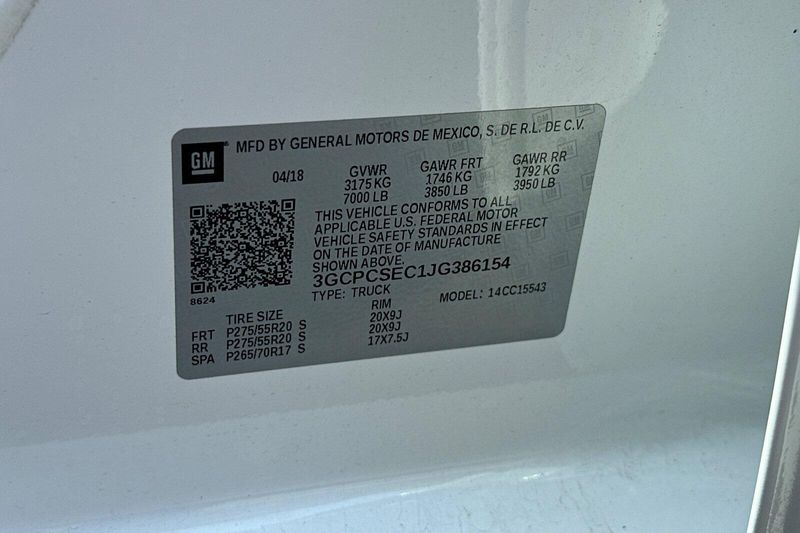 MFD BY GENERAL MOTORS DE MEXICO, S. DE R.L. DE C.V.
GM
04/18 GVWR GAWR FRT GAWR RR
3175 KG 1746 KG 1792 KG
7000 LB 3850 LB 3950 LB
THIS VEHICLE CONFORMS TO ALL
APPLICABLE U.S. FEDERAL MOTOR
VEHICLE SAFETY STANDARDS IN EFFECT
ON THE DATE OF MANUFACTURE
SHOWN ABOVE.
3GCPCSEC1JG386154
8624
TYPE: TRUCK MODEL: 14CC15543
TIRE SIZE RIM
FRT P275/55R20 S 20X9J
RR P275/55R20 S 20X9J
SPA P265/70R17 S 17X7.5J